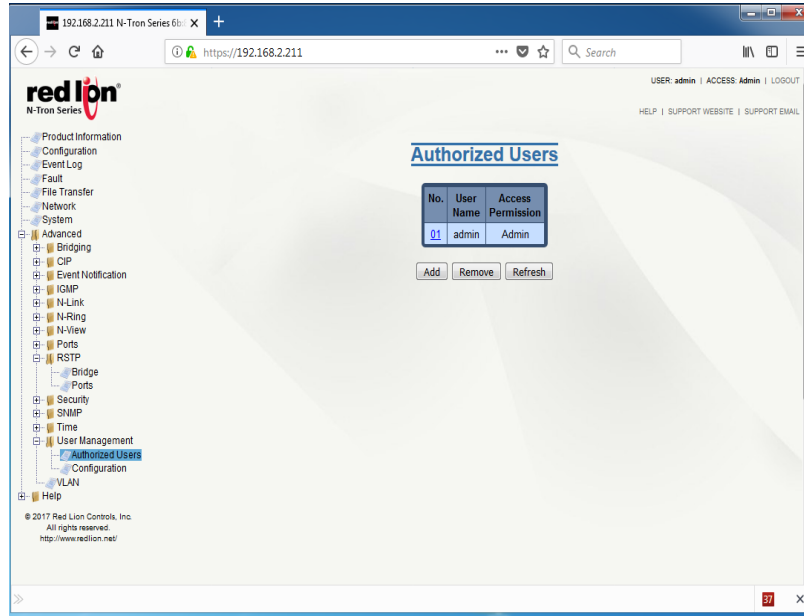 192.168.2.211 N-Tron Series 6b:
https://192.168.2.211
Search
red lion
N-Tron Series
USER: admin | ACCESS: Admin | LOGOUT
HELP | SUPPORT WEBSITE | SUPPORT EMAIL
Product Information
Configuration
Event Log
Fault
File Transfer
Network
System
Advanced
Bridging
CIP
Event Notification
IGMP
N-Link
N-Ring
N-View
Ports
RSTP
Bridge
Ports
Security
SNMP
Time
User Management
Authorized Users
Configuration
VLAN
Help
© 2017 Red Lion Controls, Inc.
All rights reserved.
http://www.redlion.net/
Authorized Users
No. User Name Access Permission
01 admin Admin
Add Remove Refresh
37